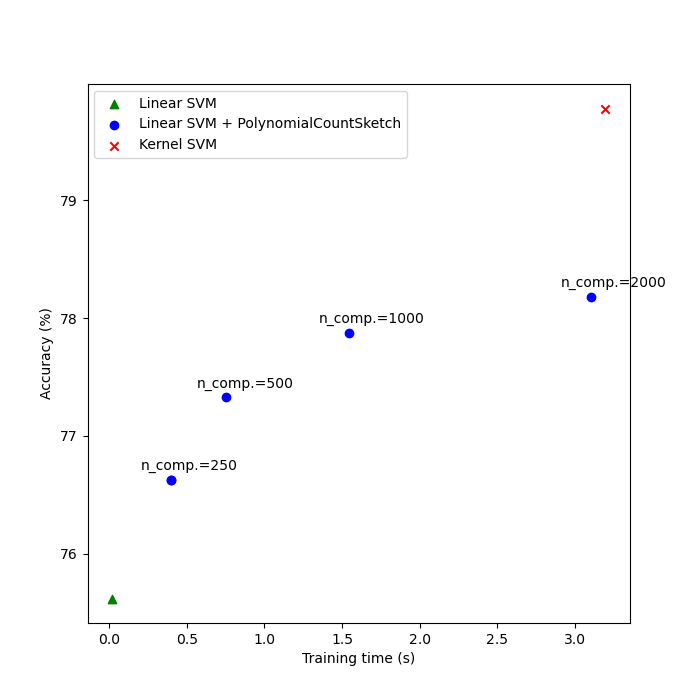 Linear SVM
Linear SVM + PolynomialCountSketch
Kernel SVM
79
78
77
76
Accuracy (%)
n_comp.=2000
n_comp.=1000
n_comp.=500
n_comp.=250
0.0 0.5 1.0 1.5 2.0 2.5 3.0
Training time (s)